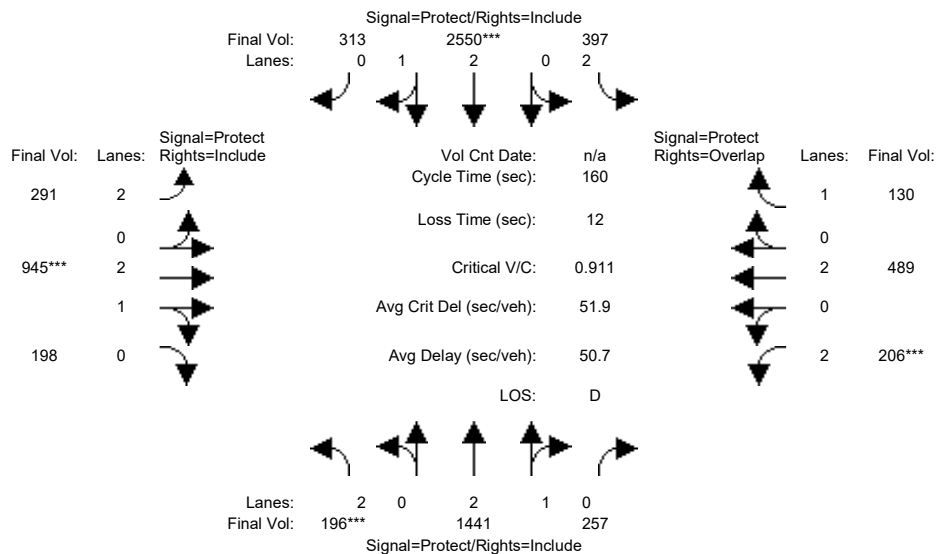 Signal=Protect/Rights=Include
Final Vol: 313 2550*** 397
Lanes: 0 1 2 0 2
Signal=Protect Signal=Protect
Final Vol: Lanes: Rights=Include Vol Cnt Date: n/a Rights=Overlap Lanes: Final Vol:
Cycle Time (sec): 160
291 2 1 130
Loss Time (sec): 12
0 0
945*** 2 Critical V/C: 0.911 2 489
1 Avg Crit Del (sec/veh): 51.9 0
198 0 Avg Delay (sec/veh): 50.7 2 206***
LOS: D
Lanes: 2 0 2 1 0
Final Vol: 196*** 1441 257
Signal=Protect/Rights=Include